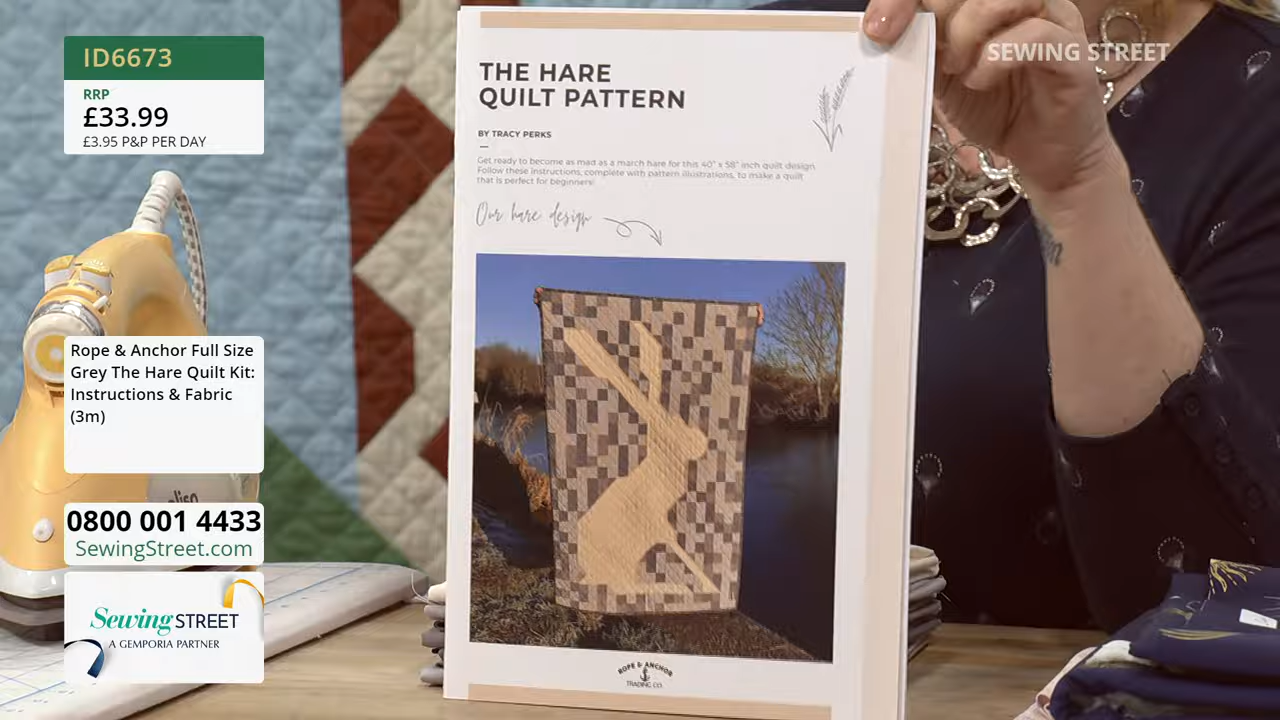 ID6673
RRP
£33.99
£3.95 P&P PER DAY
SEWING STREET
THE HARE
QUILT PATTERN
BY TRACY PERKS
Get ready to become as mad as a march hare for this 40" x 58" inch quilt design.
Follow these instructions, complete with pattern illustrations, to make a quilt
that is perfect for beginners!
Our hare design
Rope & Anchor Full Size
Grey The Hare Quilt Kit:
Instructions & Fabric
(3m)
oliso
0800 001 4433
SewingStreet.com
Sewing STREET
A GEMPORIA PARTNER
ROPE & ANCHOR
TRADING CO.